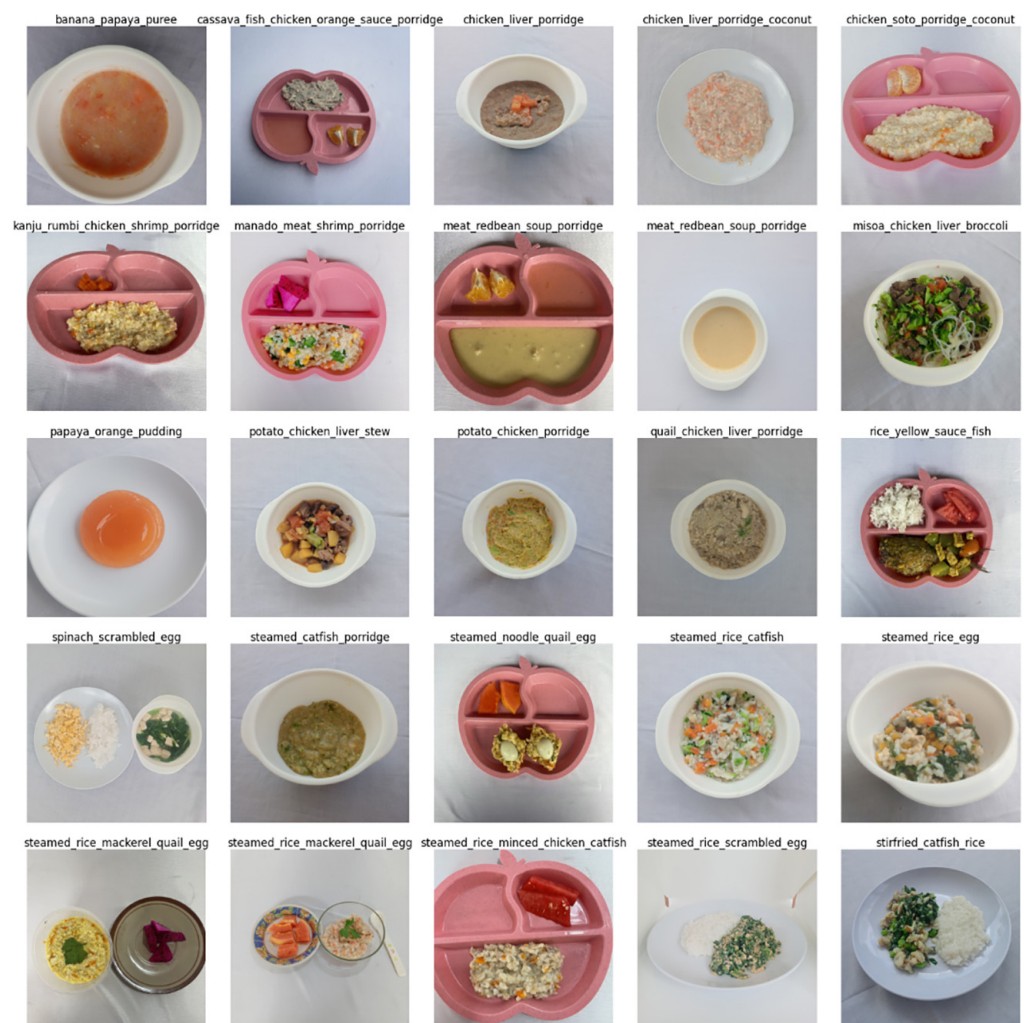 banana_papaya_puree
cassava_fish_chicken_orange_sauce_porridge
chicken_liver_porridge
chicken_liver_porridge_coconut
chicken_soto_porridge_coconut
kanju_rumbi_chicken_shrimp_porridge
manado_meat_shrimp_porridge
meat_redbean_soup_porridge
meat_redbean_soup_porridge
misoa_chicken_liver_broccoli
papaya_orange_pudding
potato_chicken_liver_stew
potato_chicken_porridge
quail_chicken_liver_porridge
rice_yellow_sauce_fish
spinach_scrambled_egg
steamed_catfish_porridge
steamed_noodle_quail_egg
steamed_rice_catfish
steamed_rice_egg
steamed_rice_mackerel_quail_egg
steamed_rice_mackerel_quail_egg
steamed_rice_minced_chicken_catfish
steamed_rice_scrambled_egg
stirfried_catfish_rice